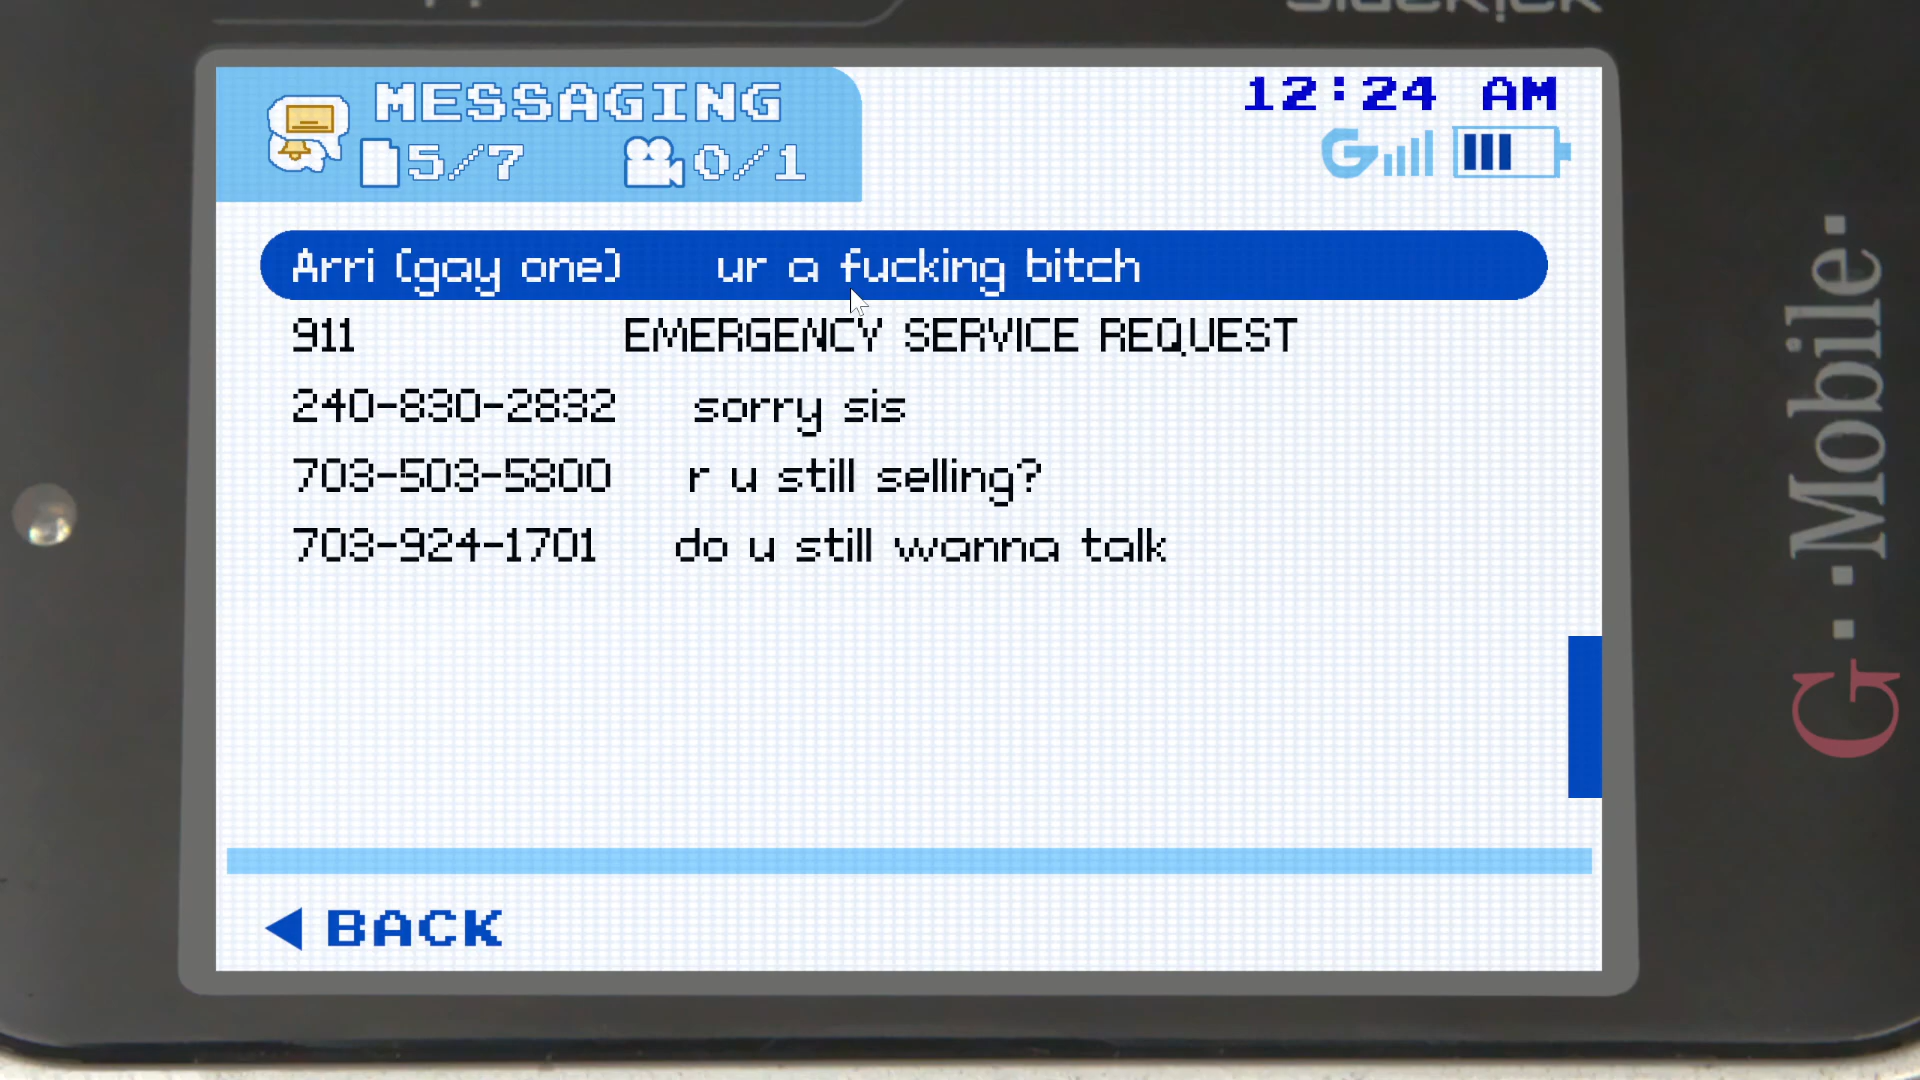 sidekick
MESSAGING
12:24 AM
5/7 0/1
G
Arri (gay one) ur a fucking bitch
911 EMERGENCY SERVICE REQUEST
240-830-2832 sorry sis
703-503-5800 r u still selling?
703-924-1701 do u still wanna talk
BACK
G··Mobile·